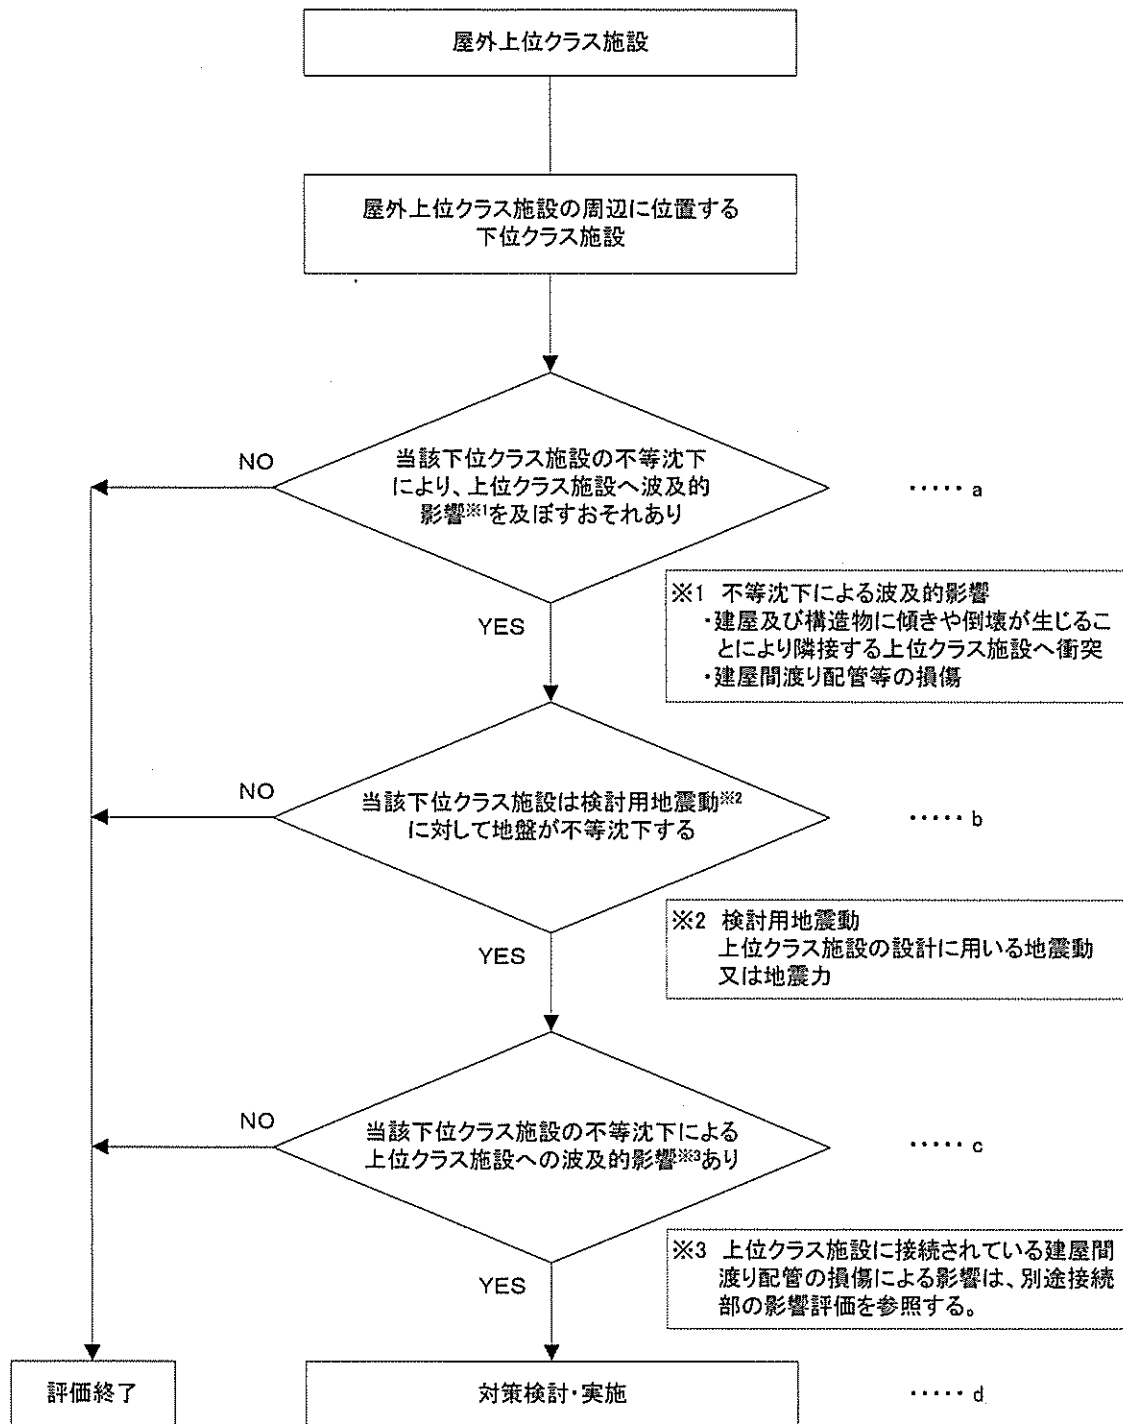 屋外上位クラス施設
屋外上位クラス施設の周辺に位置する
下位クラス施設
NO
当該下位クラス施設の不等沈下
により、上位クラス施設へ波及的
影響※1を及ぼすおそれあり
‥‥‥ a
※1 不等沈下による波及的影響
・建屋及び構造物に傾きや倒壊が生じるこ
とにより隣接する上位クラス施設へ衝突
・建屋間渡り配管等の損傷
YES
NO
当該下位クラス施設は検討用地震動※2
に対して地盤が不等沈下する
‥‥‥ b
※2 検討用地震動
上位クラス施設の設計に用いる地震動
又は地震力
YES
NO
当該下位クラス施設の不等沈下による
上位クラス施設への波及的影響※3あり
‥‥‥ c
※3 上位クラス施設に接続されている建屋間
渡り配管の損傷による影響は、別途接続
部の影響評価を参照する。
YES
評価終了
対策検討・実施
‥‥‥ d